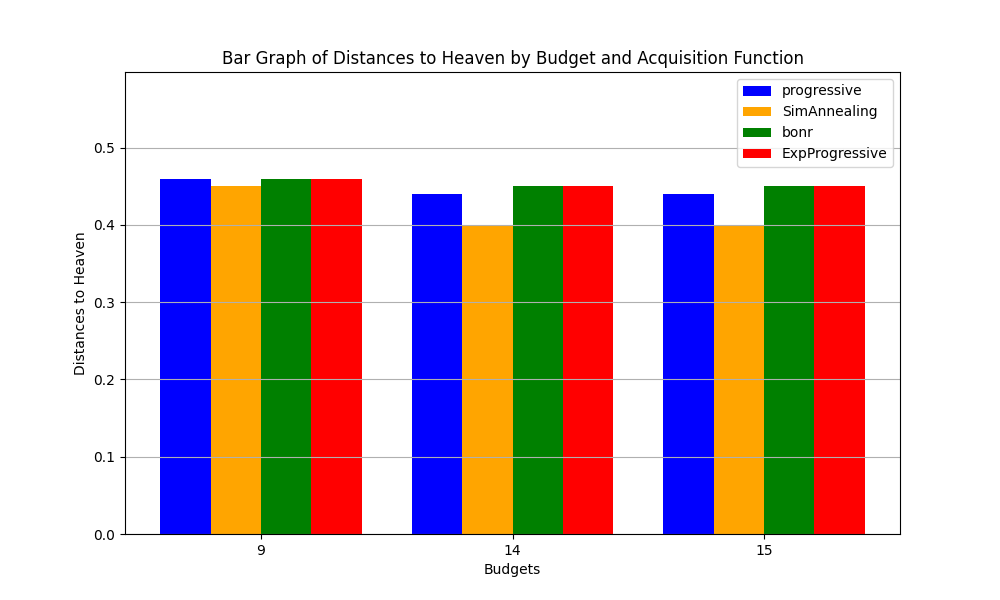 Bar Graph of Distances to Heaven by Budget and Acquisition Function
progressive
SimAnnealing
bonr
ExpProgressive
Distances to Heaven
0.5
0.4
0.3
0.2
0.1
0.0
9
14
15
Budgets